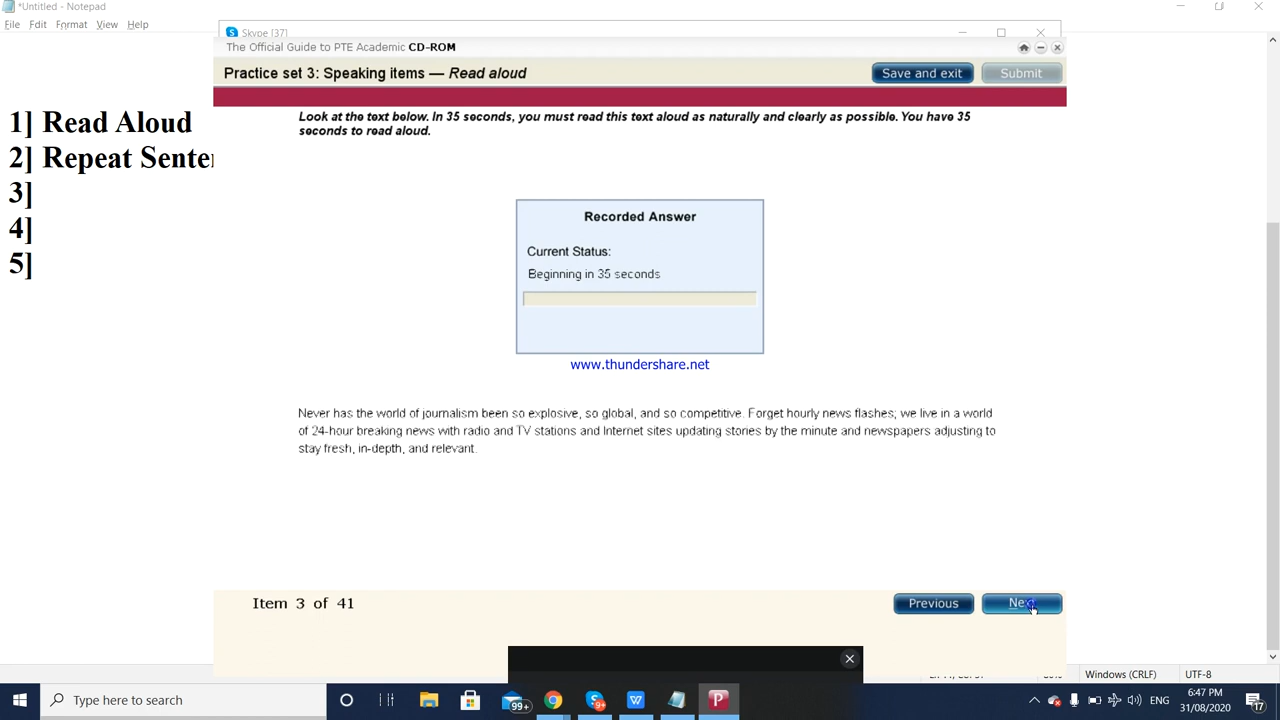 *Untitled - Notepad
File Edit Format View Help
Skype [37]
The Official Guide to PTE Academic CD-ROM
Practice set 3: Speaking items — Read aloud
Save and exit
Submit
Look at the text below. In 35 seconds, you must read this text aloud as naturally and clearly as possible. You have 35
seconds to read aloud.
1] Read Aloud
2] Repeat Senter
3]
4]
5]
Recorded Answer
Current Status:
Beginning in 35 seconds
www.thundershare.net
Never has the world of journalism been so explosive, so global, and so competitive. Forget hourly news flashes; we live in a world
of 24-hour breaking news with radio and TV stations and Internet sites updating stories by the minute and newspapers adjusting to
stay fresh, in-depth, and relevant.
Item 3 of 41
Previous
Next
Windows (CRLF)
UTF-8
Type here to search
99+
9+
P
ENG
6:47 PM
31/08/2020
17